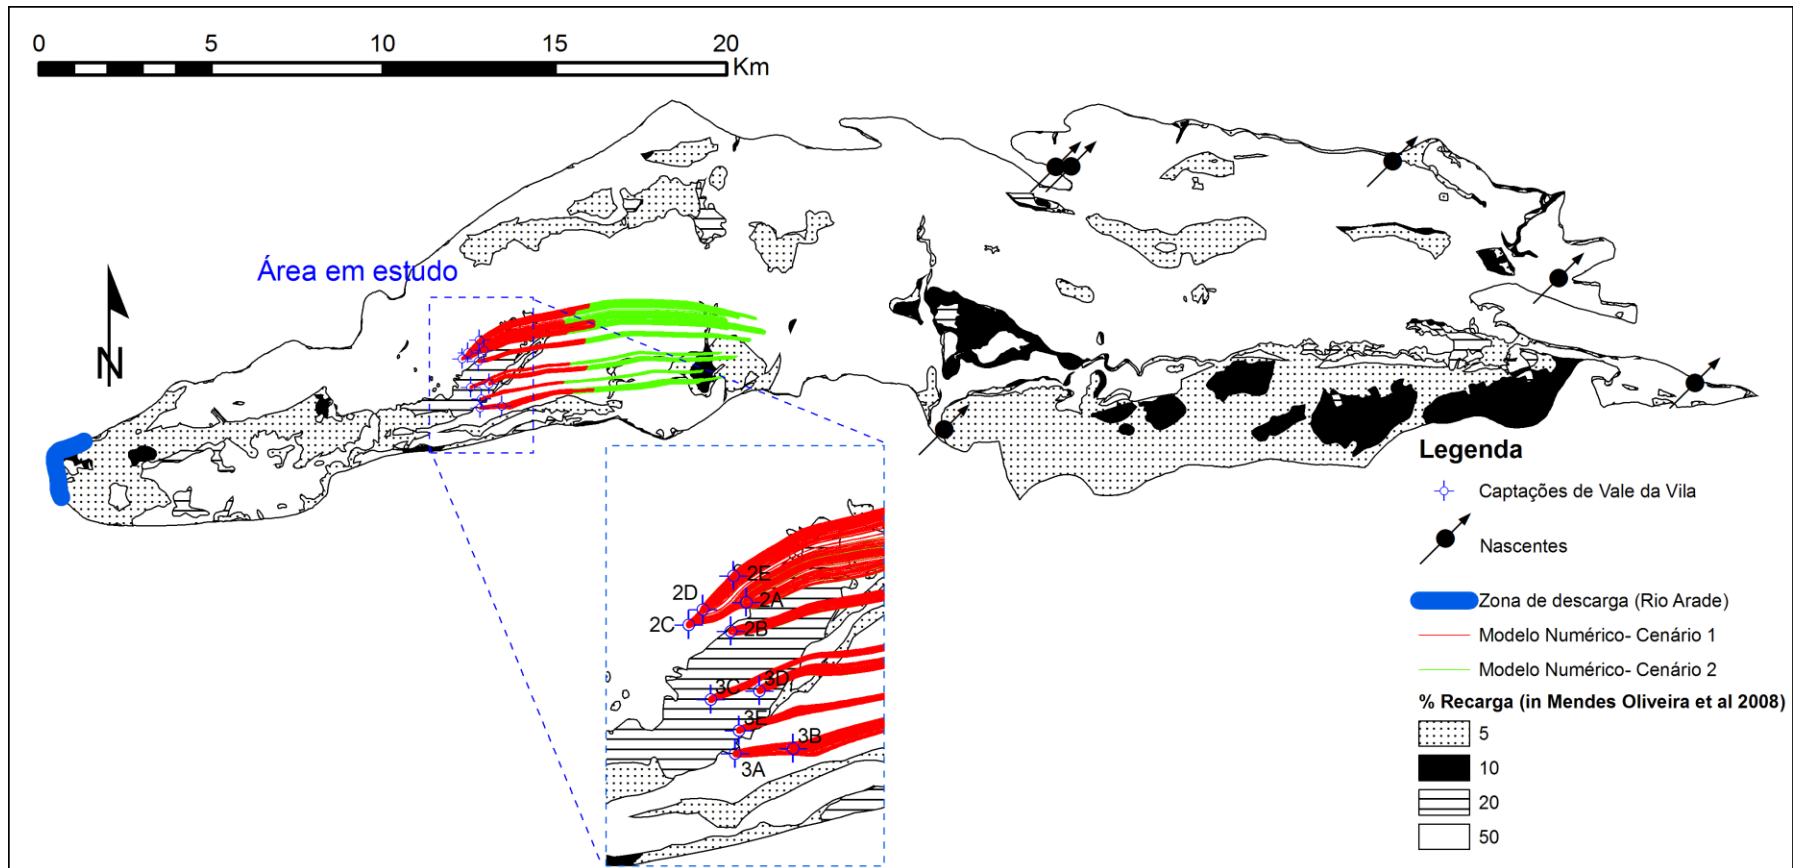 0 5 10 15 20
Km
Área em estudo
N
2E
2D
2A
2C
2B
3C
3D
3E
3B
3A
Legenda
Captações de Vale da Vila
Nascentes
Zona de descarga (Rio Arade)
Modelo Numérico- Cenário 1
Modelo Numérico- Cenário 2
% Recarga (in Mendes Oliveira et al 2008)
5
10
20
50